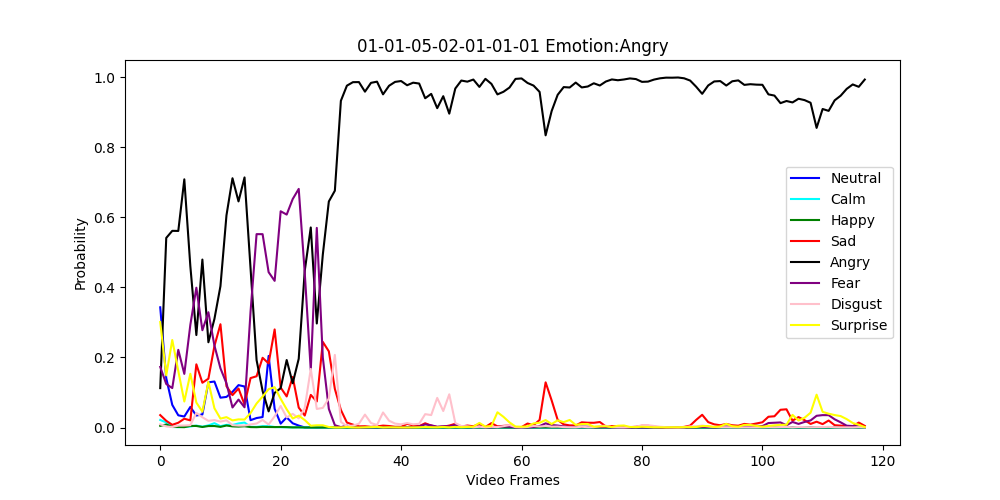 01-01-05-02-01-01-01 Emotion:Angry
Probability
1.0
0.8
0.6
0.4
0.2
0.0
Neutral
Calm
Happy
Sad
Angry
Fear
Disgust
Surprise
0 20 40 60 80 100 120
Video Frames